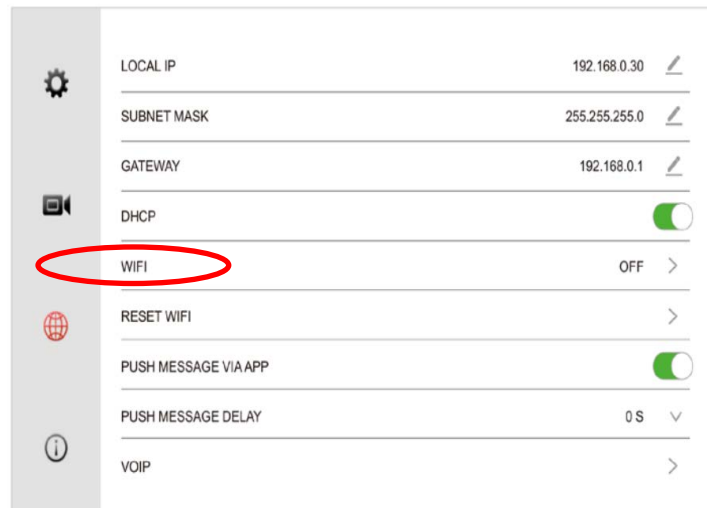 LOCAL IP 192.168.0.30
SUBNET MASK 255.255.255.0
GATEWAY 192.168.0.1
DHCP
WIFI OFF
RESET WIFI
PUSH MESSAGE VIA APP
PUSH MESSAGE DELAY 0 S
VOIP